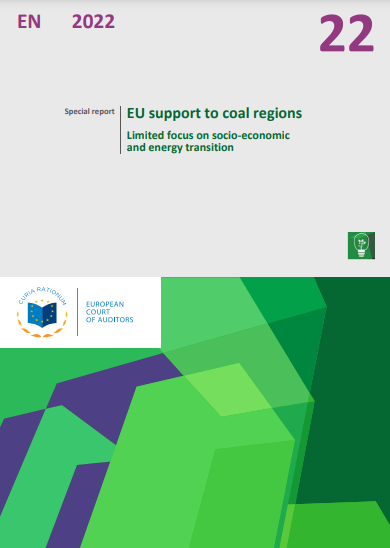 EN 2022
22
Special report
EU support to coal regions
Limited focus on socio-economic
and energy transition
CURIA RATIONUM
EUROPEAN
COURT
OF AUDITORS